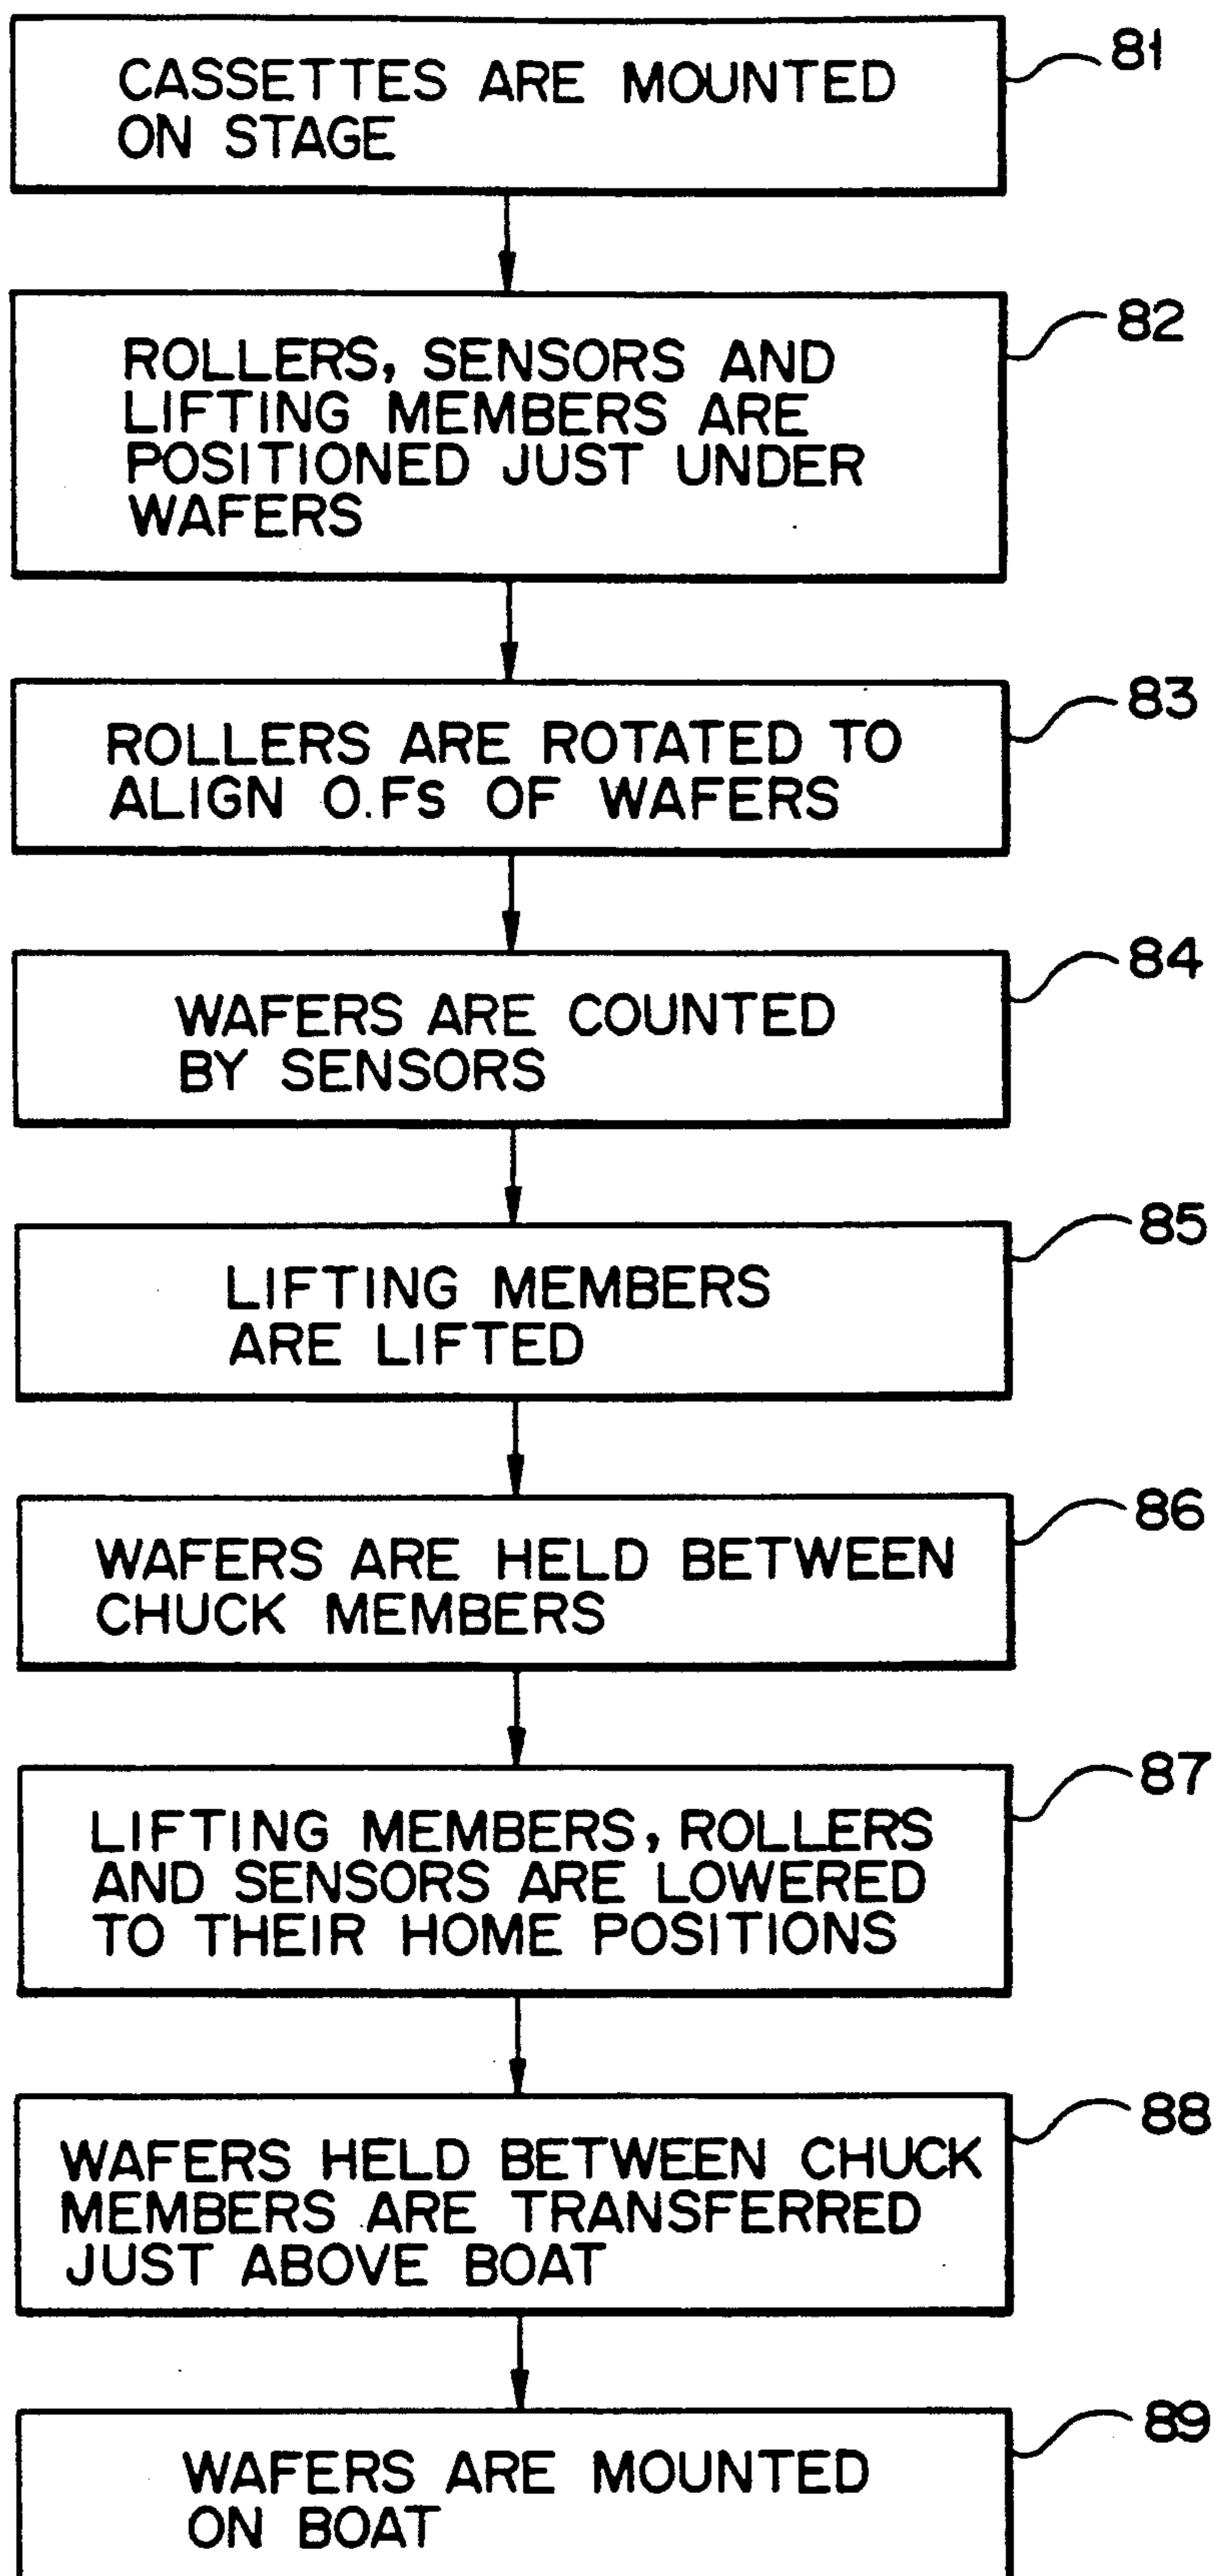 CASSETTES ARE MOUNTED
ON STAGE
81
ROLLERS, SENSORS AND
LIFTING MEMBERS ARE
POSITIONED JUST UNDER
WAFERS
82
ROLLERS ARE ROTATED TO
ALIGN O.Fs OF WAFERS
83
WAFERS ARE COUNTED
BY SENSORS
84
LIFTING MEMBERS
ARE LIFTED
85
WAFERS ARE HELD BETWEEN
CHUCK MEMBERS
86
LIFTING MEMBERS, ROLLERS
AND SENSORS ARE LOWERED
TO THEIR HOME POSITIONS
87
WAFERS HELD BETWEEN CHUCK
MEMBERS ARE TRANSFERRED
JUST ABOVE BOAT
88
WAFERS ARE MOUNTED
ON BOAT
89